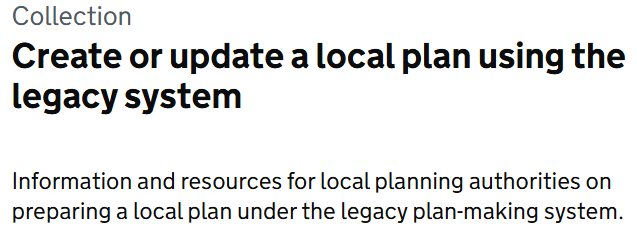 Collection
Create or update a local plan using the
legacy system
Information and resources for local planning authorities on
preparing a local plan under the legacy plan-making system.